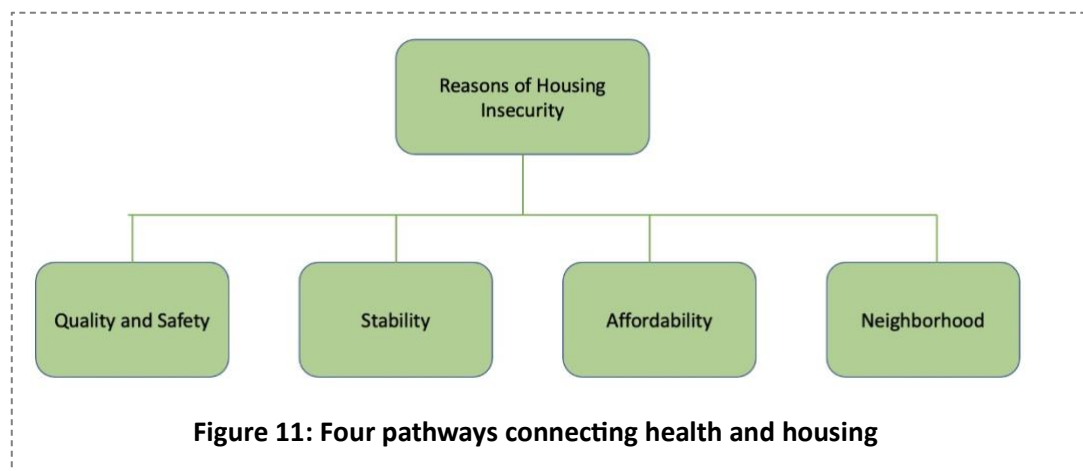 Reasons of Housing
Insecurity
Quality and Safety
Stability
Affordability
Neighborhood
Figure 11: Four pathways connecting health and housing